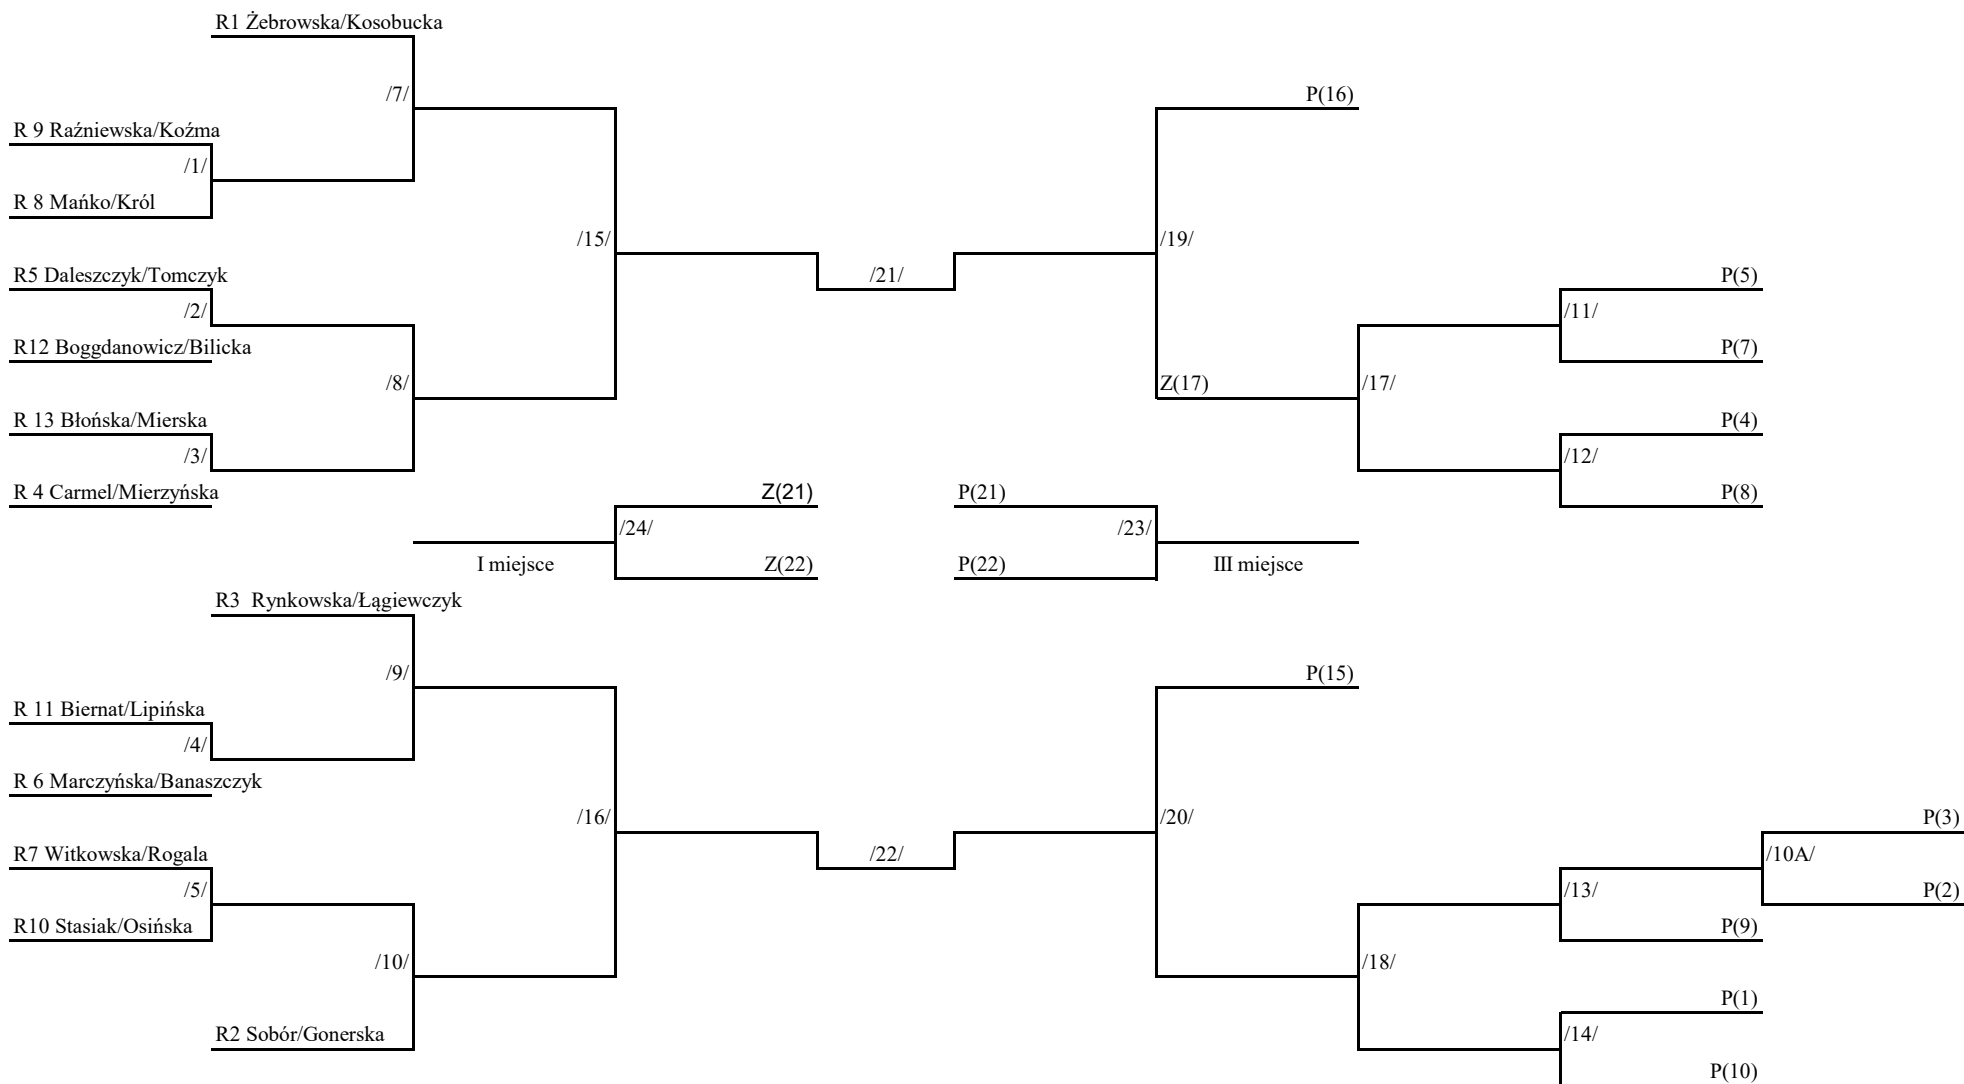 R1 Żebrowska/Kosobucka
/7/
P(16)
R 9 Raźniewska/Koźma
/1/
R 8 Mańko/Król
/15/
/19/
R5 Daleszczyk/Tomczyk
/21/
P(5)
/2/
/11/
R12 Boggdanowicz/Bilicka
P(7)
/8/
Z(17)
/17/
R 13 Błońska/Mierska
P(4)
/3/
/12/
R 4 Carmel/Mierzyńska
Z(21)
P(21)
P(8)
/24/
/23/
I miejsce
Z(22)
P(22)
III miejsce
R3  Rynkowska/Łągiewczyk
/9/
P(15)
R 11 Biernat/Lipińska
/4/
R 6 Marczyńska/Banaszczyk
/16/
/20/
P(3)
R7 Witkowska/Rogala
/22/
/10A/
/5/
/13/
P(2)
R10 Stasiak/Osińska
P(9)
/10/
/18/
P(1)
R2 Sobór/Gonerska
/14/
P(10)